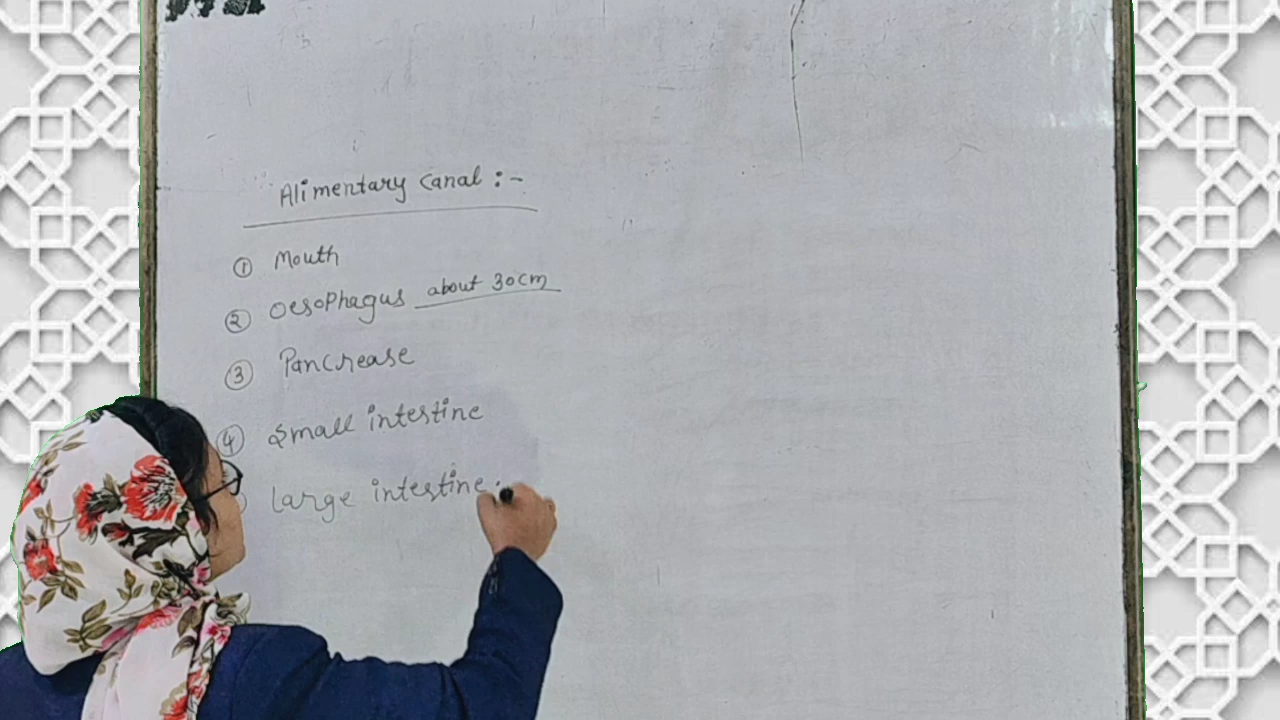 Alimentary Canal :-
① Mouth
② Oesophagus about 30cm
③ Pancrease
④ Small intestine
large intestine.